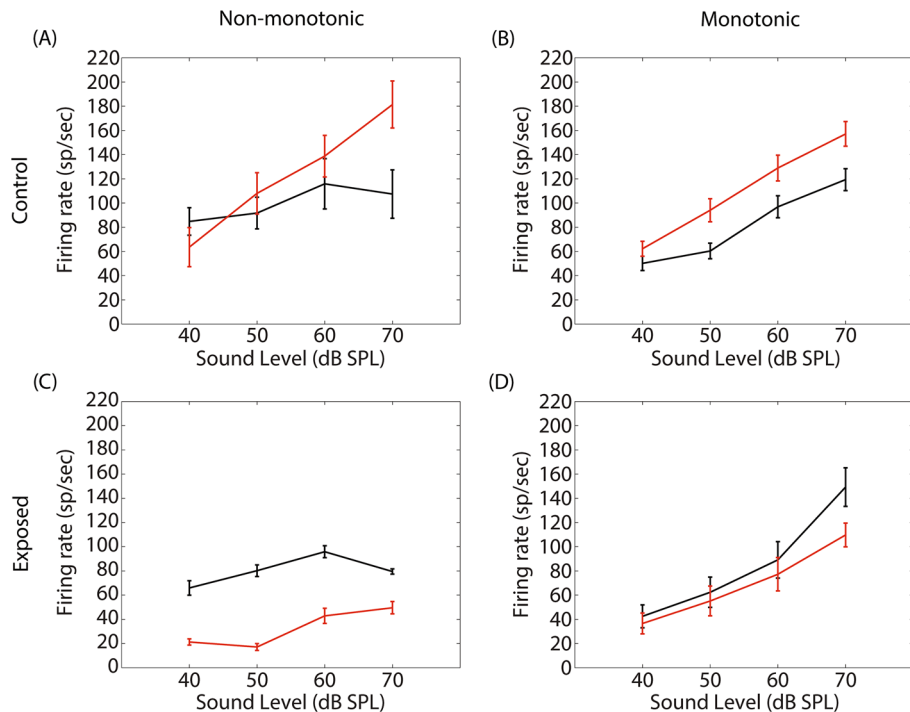 Non-monotonic
Monotonic
(A)
(B)
Control
Firing rate (sp/sec)
220
200
180
160
140
120
100
80
60
40
20
0
40 50 60 70
Sound Level (dB SPL)
Firing rate (sp/sec)
220
200
180
160
140
120
100
80
60
40
20
0
40 50 60 70
Sound Level (dB SPL)
(C)
(D)
Exposed
Firing rate (sp/sec)
220
200
180
160
140
120
100
80
60
40
20
0
40 50 60 70
Sound Level (dB SPL)
Firing rate (sp/sec)
220
200
180
160
140
120
100
80
60
40
20
0
40 50 60 70
Sound Level (dB SPL)